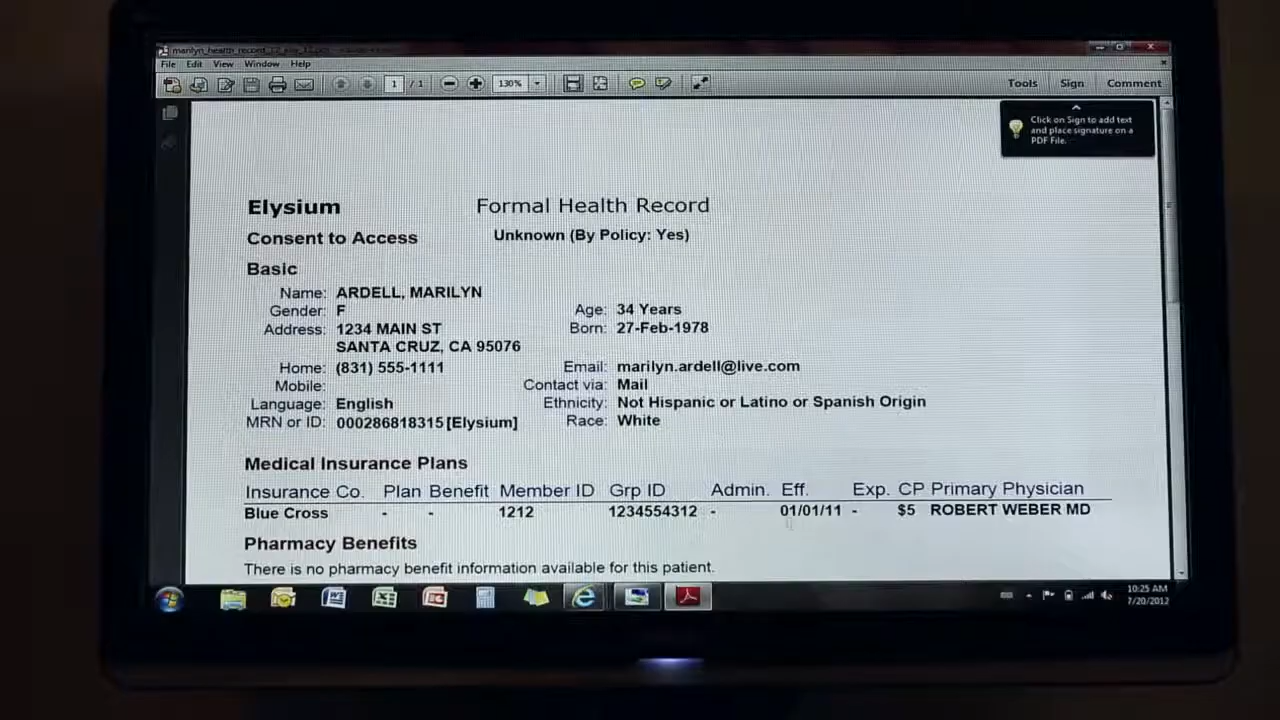 marilyn_health_record_12_july_12.pdf
File Edit View Window Help
1 / 1 130% Tools Sign Comment
Click on Sign to add text
and place signature on a
PDF File.
Elysium Formal Health Record
Consent to Access Unknown (By Policy: Yes)
Basic
Name: ARDELL, MARILYN
Gender: F Age: 34 Years
Address: 1234 MAIN ST Born: 27-Feb-1978
SANTA CRUZ, CA 95076
Home: (831) 555-1111 Email: marilyn.ardell@live.com
Mobile: Contact via: Mail
Language: English Ethnicity: Not Hispanic or Latino or Spanish Origin
MRN or ID: 000286818315 [Elysium] Race: White
Medical Insurance Plans
Insurance Co. Plan Benefit Member ID Grp ID Admin. Eff. Exp. CP Primary Physician
Blue Cross - - 1212 1234554312 - 01/01/11 - $5 ROBERT WEBER MD
Pharmacy Benefits
There is no pharmacy benefit information available for this patient.
10:25 AM
7/20/2012